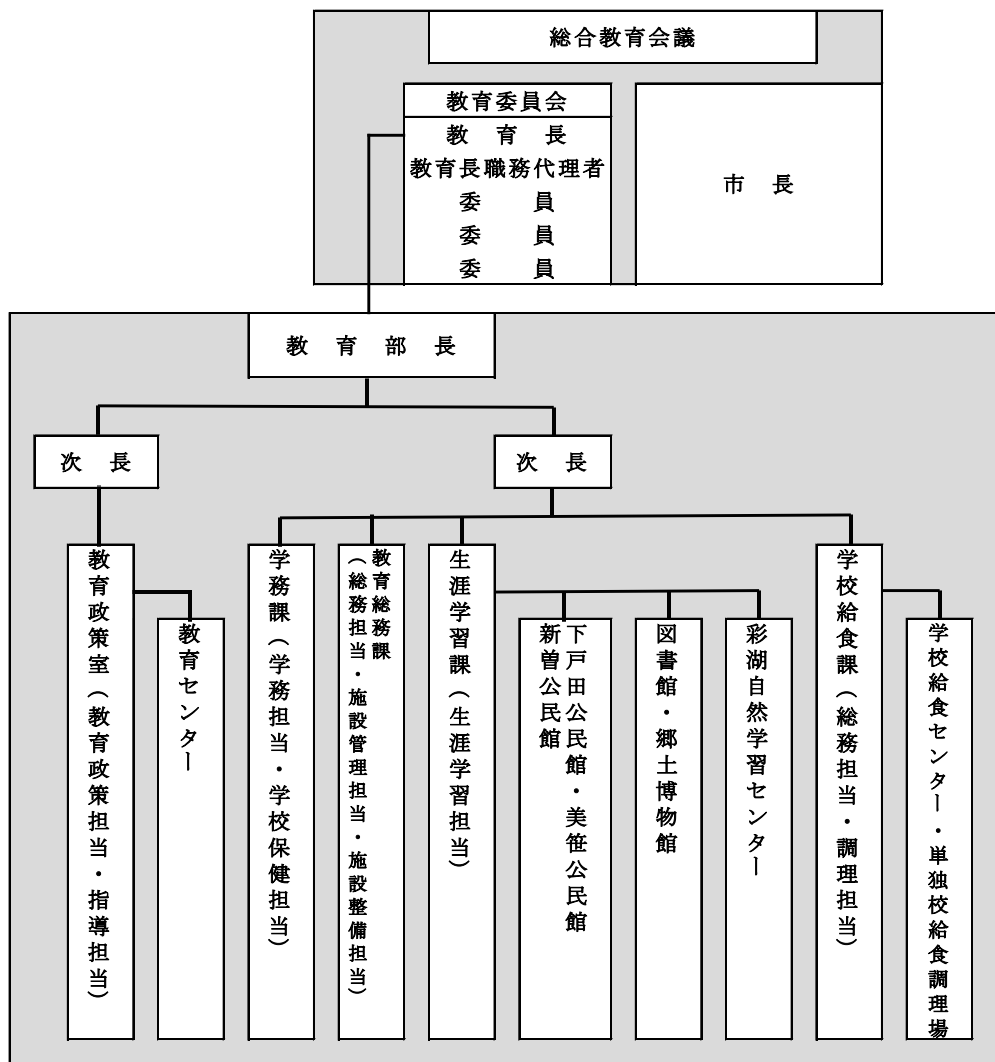 総合教育会議
教育委員会
教育長
教育長職務代理者
委員
委員
委員
市長
教育部長
次長
次長
教育政策室（教育政策担当・指導担当）
教育センター
学務課（学務担当・学校保健担当）
教育総務課
（総務担当・施設管理担当・施設整備担当）
生涯学習課（生涯学習担当）
下戸田公民館・美笹公民館
新曽公民館
図書館・郷土博物館
彩湖自然学習センター
学校給食課（総務担当・調理担当）
学校給食センター・単独校給食調理場